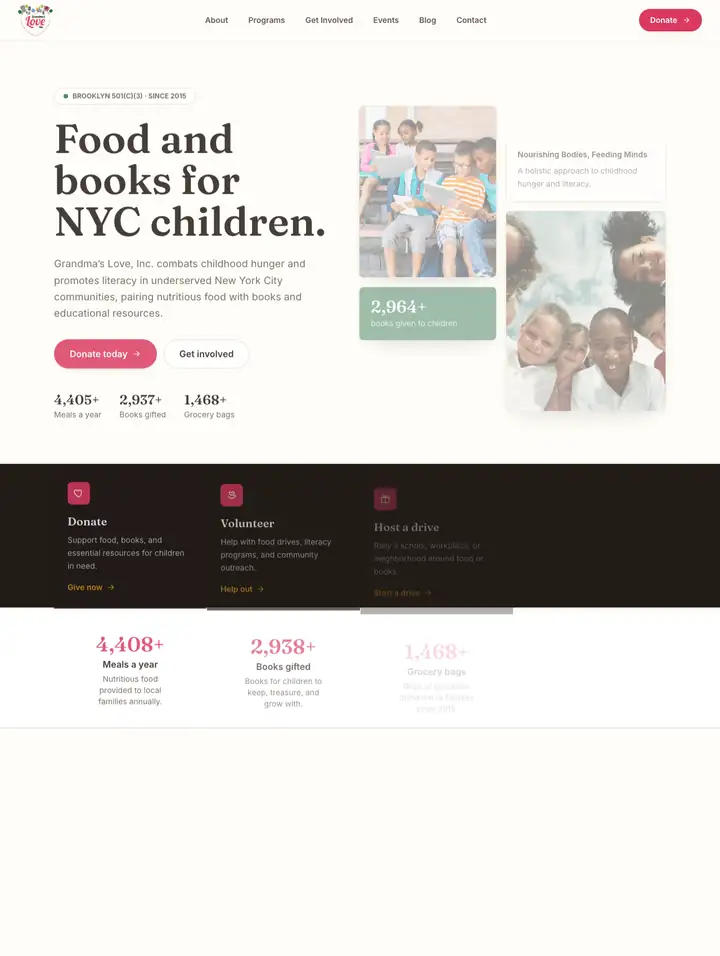 Grandma's
Love
About
Programs
Get Involved
Events
Blog
Contact
Donate →
BROOKLYN 501(C)(3) · SINCE 2015
Food and
books for
NYC children.
Grandma's Love, Inc. combats childhood hunger and
promotes literacy in underserved New York City
communities, pairing nutritious food with books and
educational resources.
Donate today →
Get involved
4,405+
Meals a year
2,937+
Books gifted
1,468+
Grocery bags
2,964+
books given to children
Nourishing Bodies, Feeding Minds
A holistic approach to childhood
hunger and literacy.
Donate
Support food, books, and
essential resources for children
in need.
Give now →
Volunteer
Help with food drives, literacy
programs, and community
outreach.
Help out →
Host a drive
Rally a school, workplace, or
neighborhood around food or
books.
Start a drive →
4,408+
Meals a year
Nutritious food
provided to local
families annually.
2,938+
Books gifted
Books for children to
keep, treasure, and
grow with.
1,468+
Grocery bags
to families
since 2015.